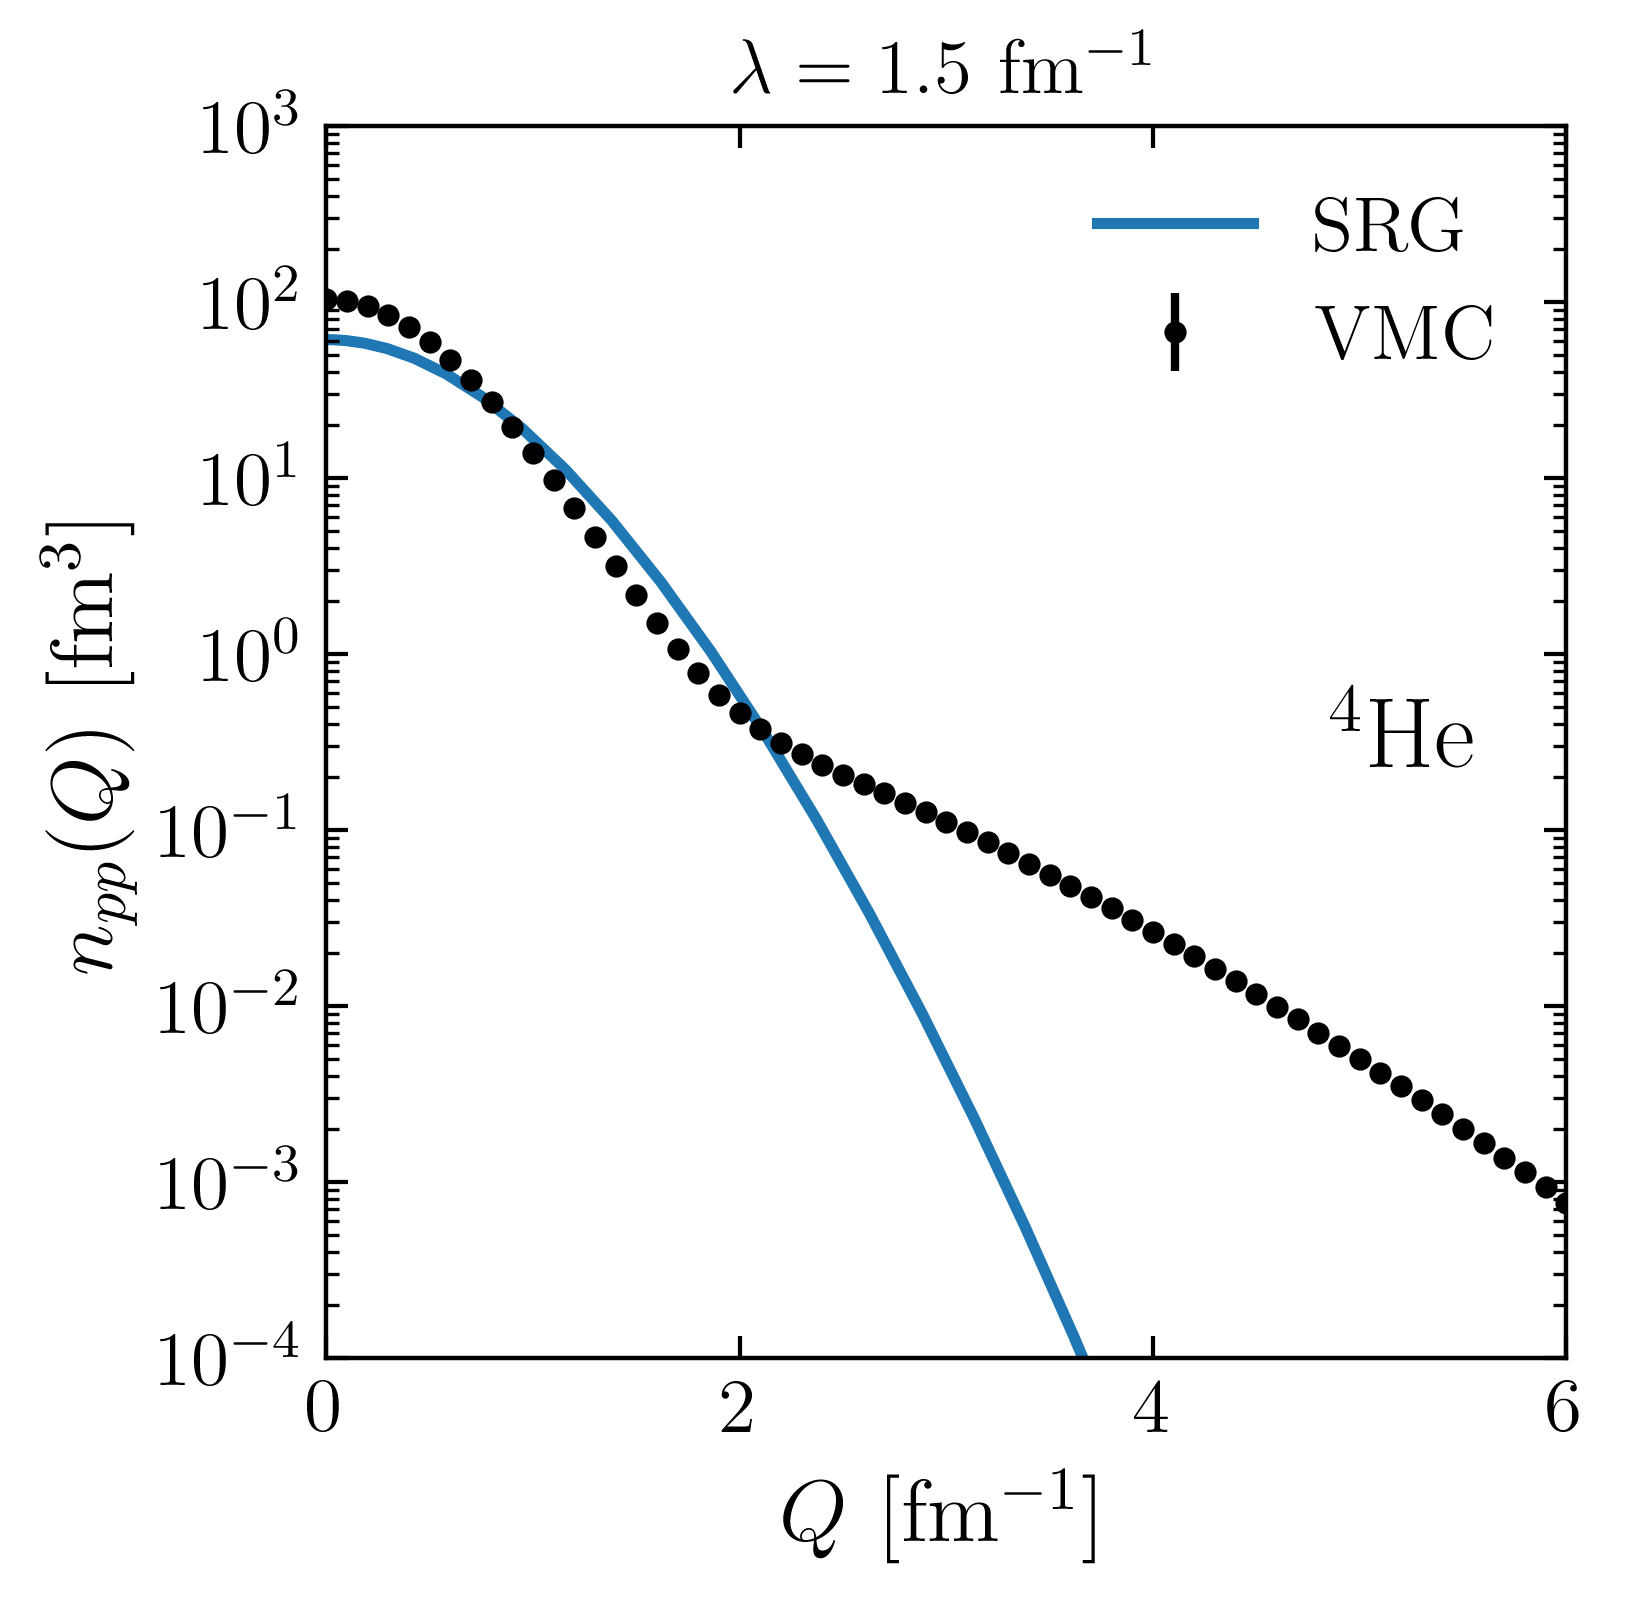 λ = 1.5 fm⁻¹
10³
10²
10¹
10⁰
10⁻¹
10⁻²
10⁻³
10⁻⁴
n_pp(Q) [fm³]
SRG
VMC
⁴He
0 2 4 6
Q [fm⁻¹]